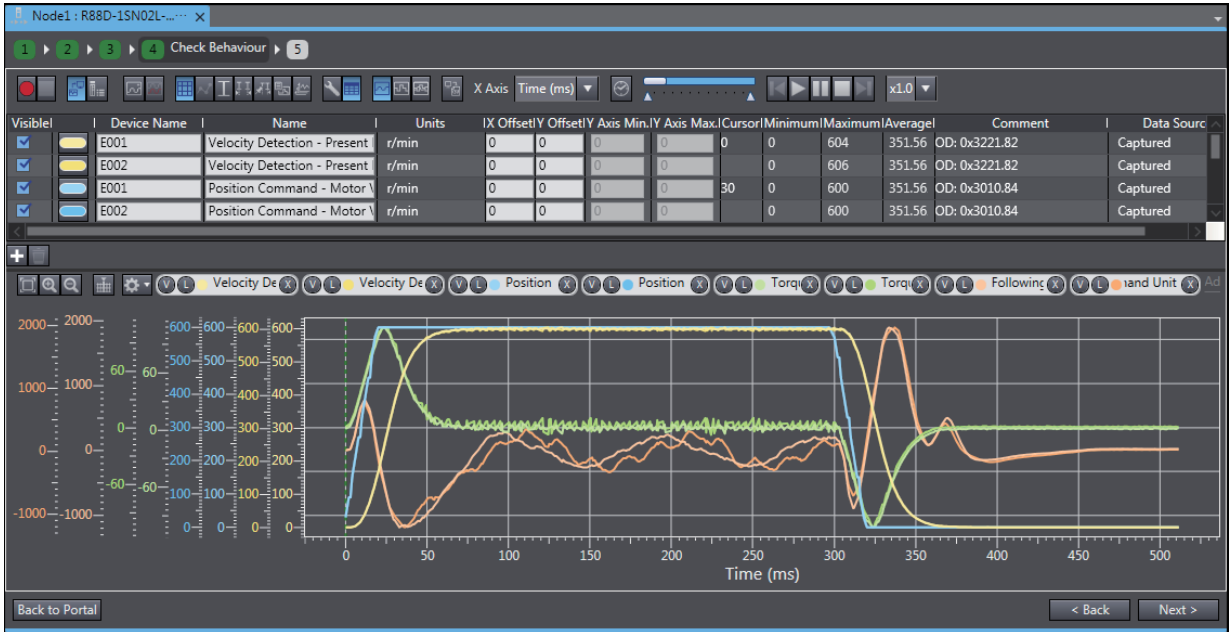 Node1 : R88D-1SN02L-... x
1 2 3 4 Check Behaviour 5
X Axis Time (ms) x1.0
Visible Device Name Name Units X Offset Y Offset Y Axis Min. Y Axis Max. Cursor Minimum Maximum Average Comment Data Sourc
E001 Velocity Detection - Present r/min 0 0 0 0 0 0 604 351.56 OD: 0x3221.82 Captured
E002 Velocity Detection - Present r/min 0 0 0 0 0 606 351.56 OD: 0x3221.82 Captured
E001 Position Command - Motor V r/min 0 0 0 0 30 0 600 351.56 OD: 0x3010.84 Captured
E002 Position Command - Motor V r/min 0 0 0 0 0 600 351.56 OD: 0x3010.84 Captured
V L Velocity De X V L Velocity De X V L Position X V L Position X V L Torqu X V L Torqu X V L Following X V L nand Unit X Ad
2000 2000 600 600 600 600
500 500 500 500
60 60
1000 1000 400 400 400 400
0 0 300 300 300 300
0 0 200 200 200 200
-60 -60
100 100 100 100
-1000 -1000 0 0 0 0
0 50 100 150 200 250 300 350 400 450 500
Time (ms)
Back to Portal < Back Next >